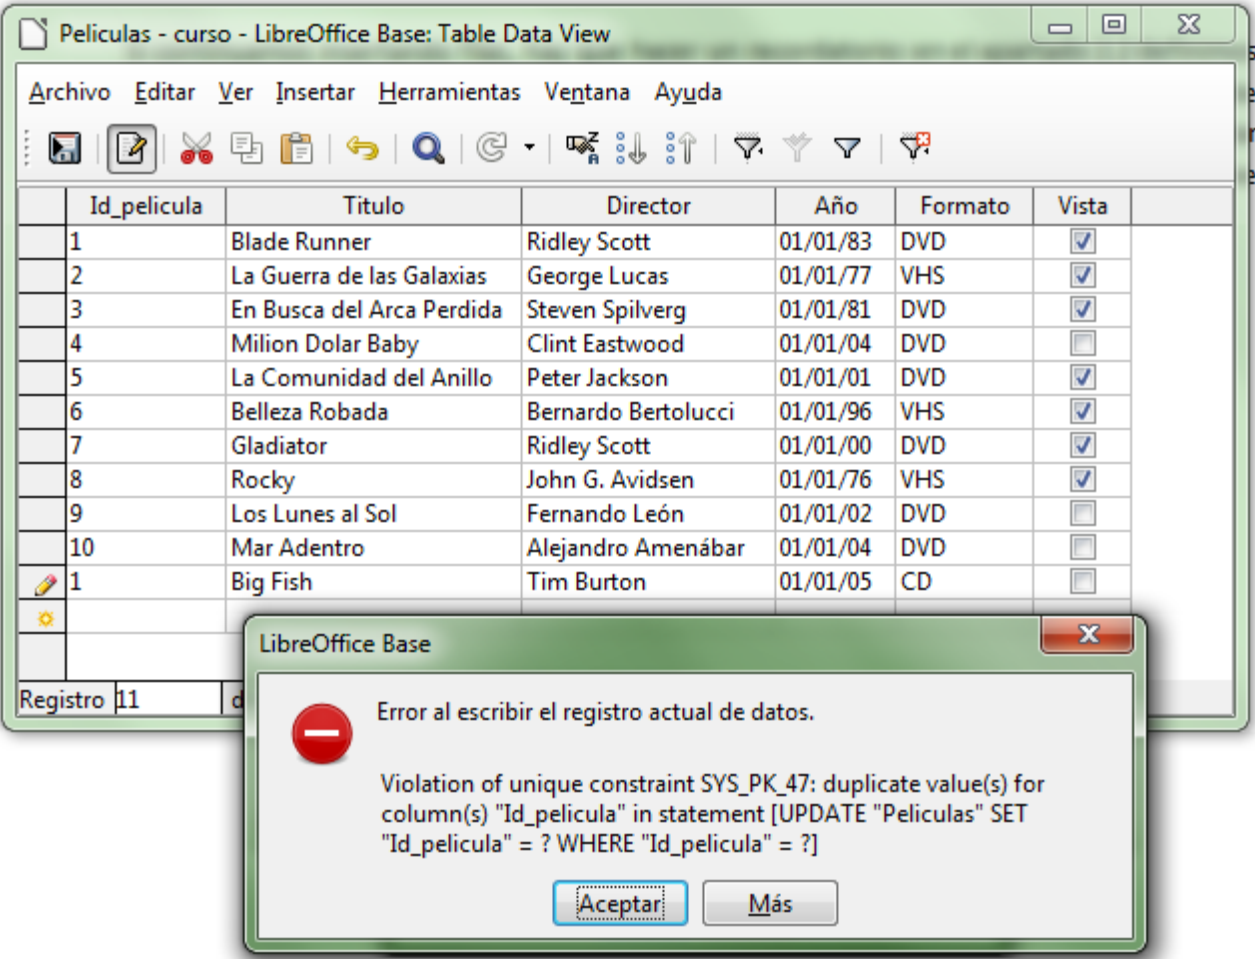 Peliculas - curso - LibreOffice Base: Table Data View
Archivo Editar Ver Insertar Herramientas Ventana Ayuda
Id_pelicula Titulo Director Año Formato Vista
1 Blade Runner Ridley Scott 01/01/83 DVD
2 La Guerra de las Galaxias George Lucas 01/01/77 VHS
3 En Busca del Arca Perdida Steven Spilverg 01/01/81 DVD
4 Milion Dolar Baby Clint Eastwood 01/01/04 DVD
5 La Comunidad del Anillo Peter Jackson 01/01/01 DVD
6 Belleza Robada Bernardo Bertolucci 01/01/96 VHS
7 Gladiator Ridley Scott 01/01/00 DVD
8 Rocky John G. Avidsen 01/01/76 VHS
9 Los Lunes al Sol Fernando León 01/01/02 DVD
10 Mar Adentro Alejandro Amenábar 01/01/04 DVD
1 Big Fish Tim Burton 01/01/05 CD
Registro 11 d
LibreOffice Base
Error al escribir el registro actual de datos.
Violation of unique constraint SYS_PK_47: duplicate value(s) for
column(s) "Id_pelicula" in statement [UPDATE "Peliculas" SET
"Id_pelicula" = ? WHERE "Id_pelicula" = ?]
Aceptar Más